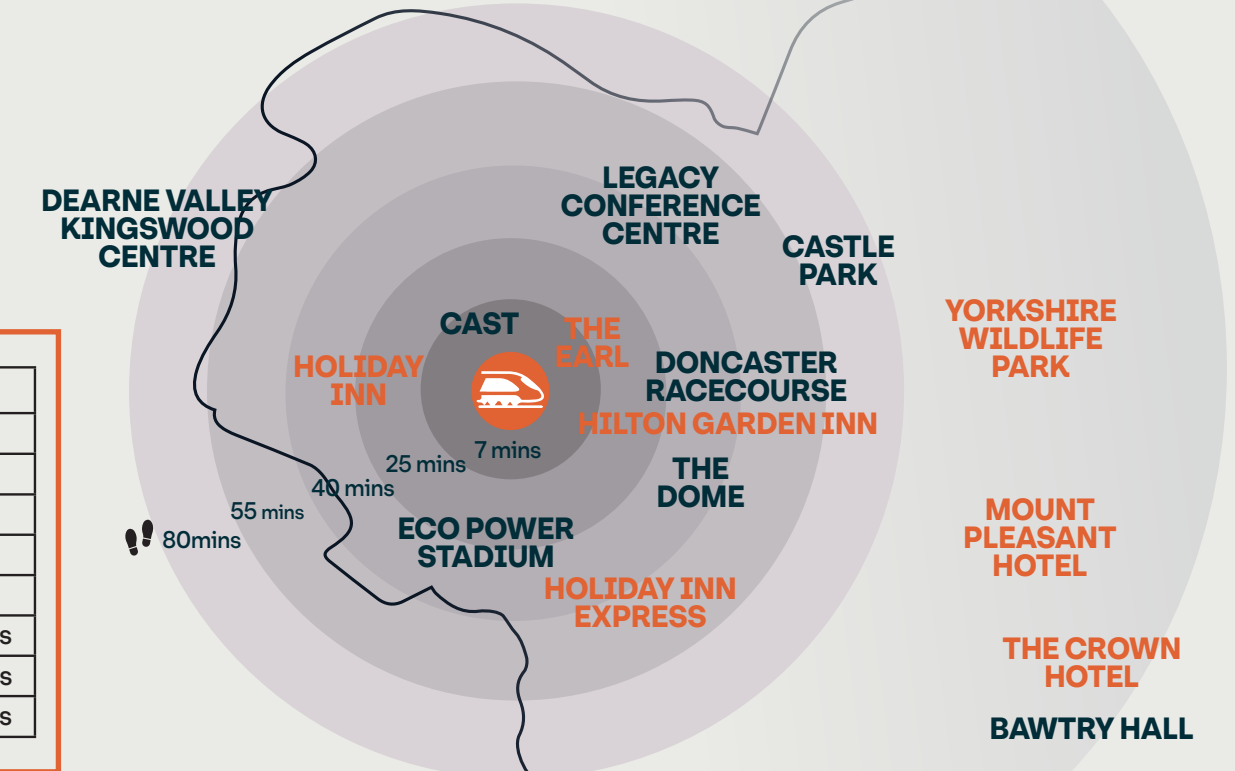 LEGACY
CONFERENCE
CENTRE
DEARNE VALLEY
KINGSWOOD
CENTRE
CASTLE
PARK
YORKSHIRE
WILDLIFE
PARK
CAST
THE
EARL
HOLIDAY
INN
DONCASTER
RACECOURSE
HILTON GARDEN INN
7 mins
25 mins
40 mins
55 mins
80mins
THE
DOME
ECO POWER
STADIUM
MOUNT
PLEASANT
HOTEL
HOLIDAY INN
EXPRESS
THE CROWN
HOTEL
BAWTRY HALL
S
S
S